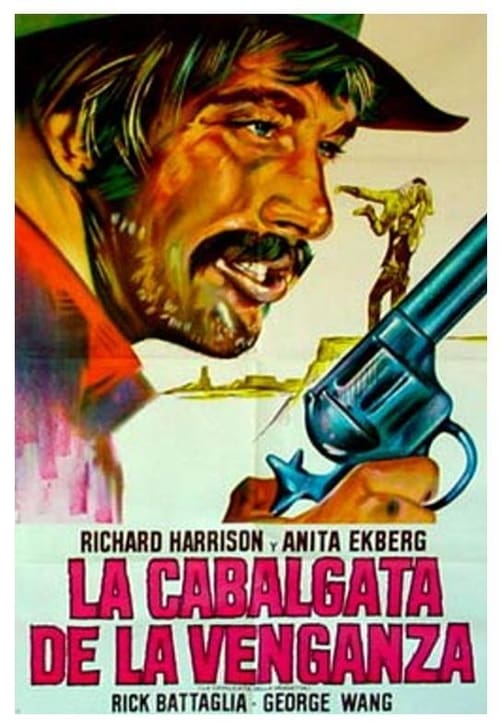 RICHARD HARRISON Y ANITA EKBERG
LA CABALGATA
DE LA VENGANZA
RICK BATTAGLIA - GEORGE WANG